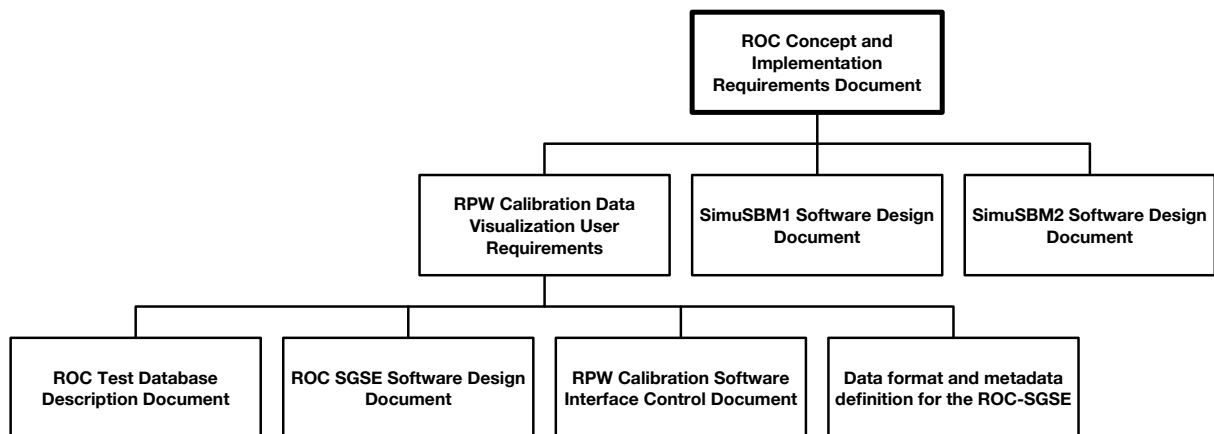 ROC Concept and
Implementation
Requirements Document
RPW Calibration Data
Visualization User
Requirements
SimuSBM1 Software Design
Document
SimuSBM2 Software Design
Document
ROC Test Database
Description Document
ROC SGSE Software Design
Document
RPW Calibration Software
Interface Control Document
Data format and metadata
definition for the ROC-SGSE